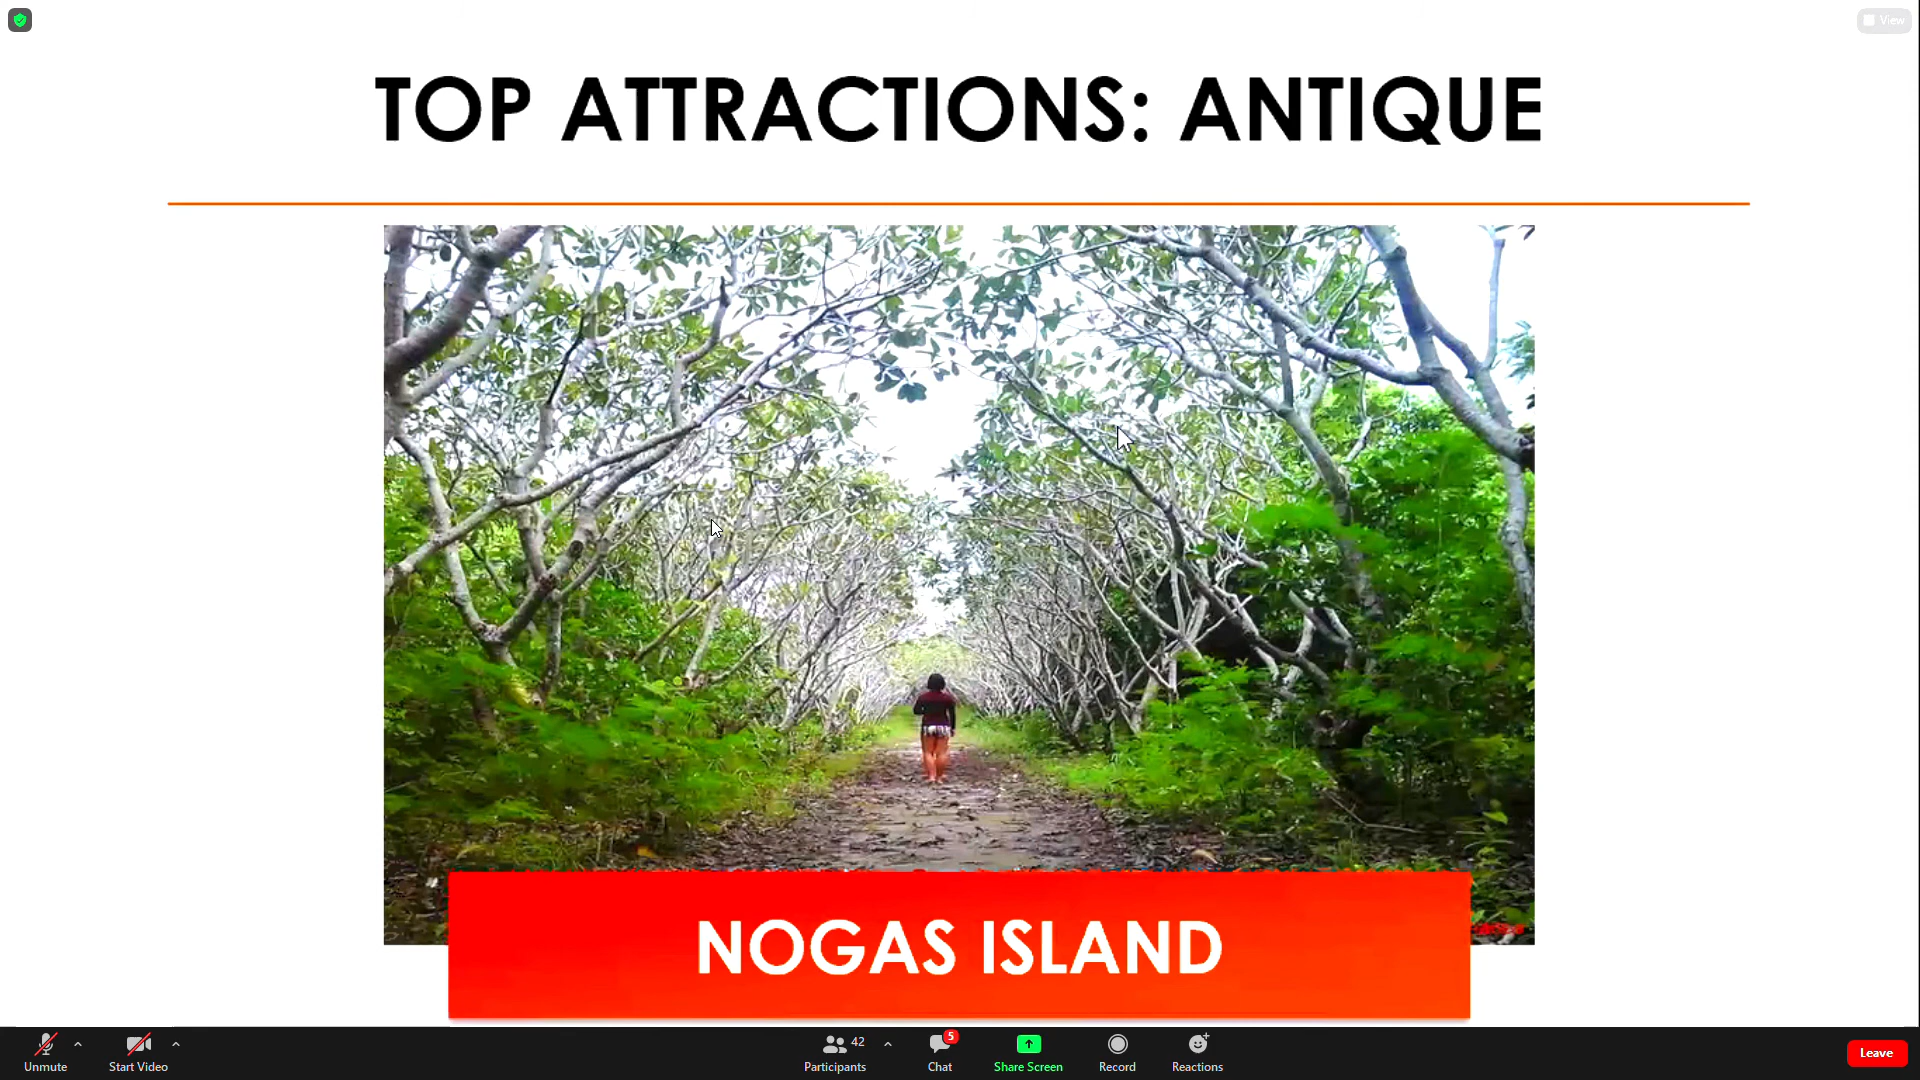 View
TOP ATTRACTIONS: ANTIQUE
NOGAS ISLAND
Unmute
Start Video
42
Participants
5
Chat
Share Screen
Record
Reactions
Leave